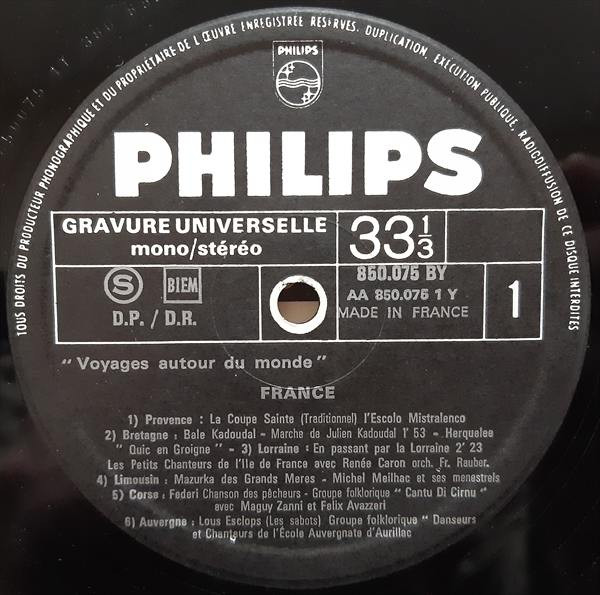 TOUS DROITS DU PRODUCTEUR PHONOGRAPHIQUE ET DU PROPRIÉTAIRE DE L'ŒUVRE ENREGISTRÉE RÉSERVÉS. DUPLICATION, EXÉCUTION PUBLIQUE, RADIODIFFUSION DE CE DISQUE INTERDITES
PHILIPS
PHILIPS
GRAVURE UNIVERSELLE
mono/stéréo
33 1/3
S BIEM
D.P. / D.R.
850.075 BY
AA 850.075 1 Y
MADE IN FRANCE
1
"Voyages autour du monde"
FRANCE
1) Provence : La Coupe Sainte (Traditionnel) l'Escolo Mistralenco
2) Bretagne : Bale Kadoudal - Marche de Julien Kadoudal 1' 53 - Herquelee
" Quic en Groigne " - 3) Lorraine : En passant par la Lorraine 2' 23
Les Petits Chanteurs de l'Ile de France avec Renée Caron orch. Fr. Rauber.
4) Limousin : Mazurka des Grands Meres - Michel Meilhac et ses menestrels
5) Corse : Federi Chanson des pêcheurs - Groupe folklorique " Cantu Di Cirnu "
avec Maguy Zanni et Felix Avazzeri
6) Auvergne : Lous Esclops (Les sabots) Groupe folklorique " Danseurs
et Chanteurs de l'École Auvergnate d'Aurillac